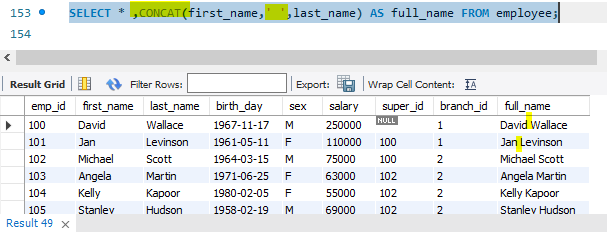 153 SELECT * ,CONCAT(first_name,' ',last_name) AS full_name FROM employee;
154
Result Grid Filter Rows: Export: Wrap Cell Content:
emp_id first_name last_name birth_day sex salary super_id branch_id full_name
100 David Wallace 1967-11-17 M 250000 NULL 1 David Wallace
101 Jan Levinson 1961-05-11 F 110000 100 1 Jan Levinson
102 Michael Scott 1964-03-15 M 75000 100 2 Michael Scott
103 Angela Martin 1971-06-25 F 63000 102 2 Angela Martin
104 Kelly Kapoor 1980-02-05 F 55000 102 2 Kelly Kapoor
105 Stanley Hudson 1958-02-19 M 69000 102 2 Stanley Hudson
Result 49 ×